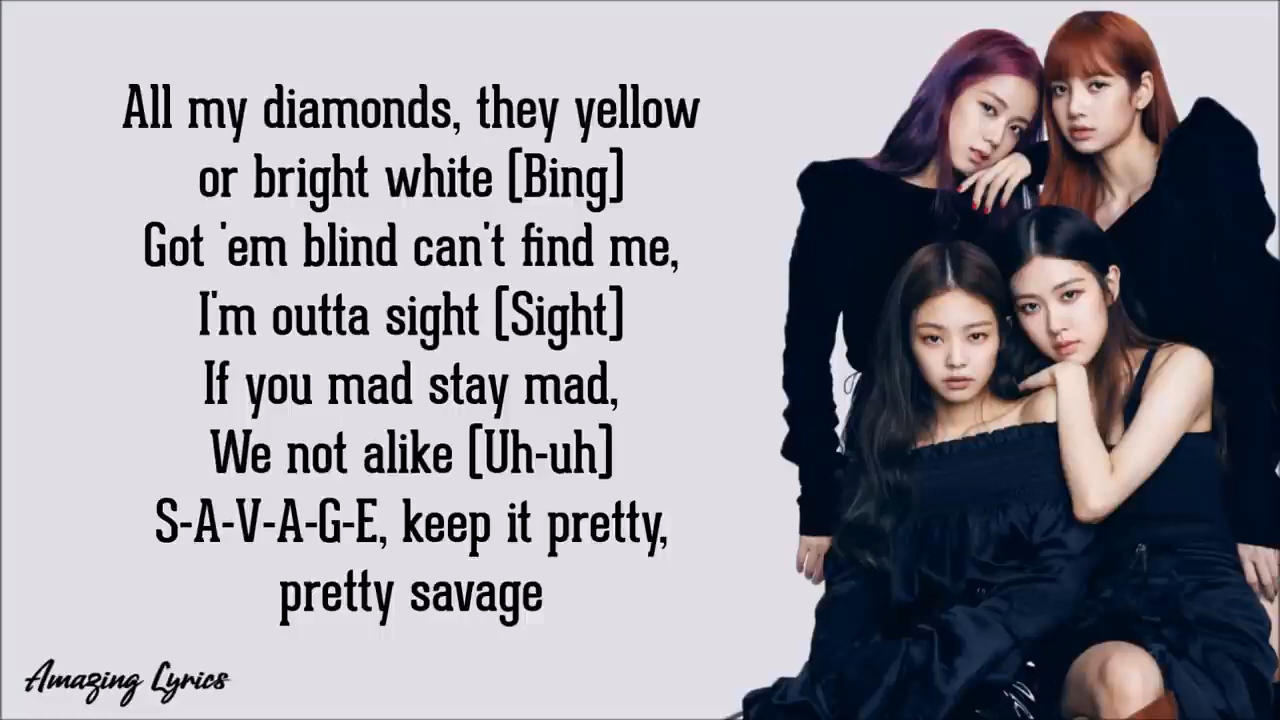 All my diamonds, they yellow
or bright white [Bing]
Got 'em blind can't find me,
I'm outta sight [Sight]
If you mad stay mad,
We not alike [Uh-uh]
S-A-V-A-G-E, keep it pretty,
pretty savage
Amazing Lyrics